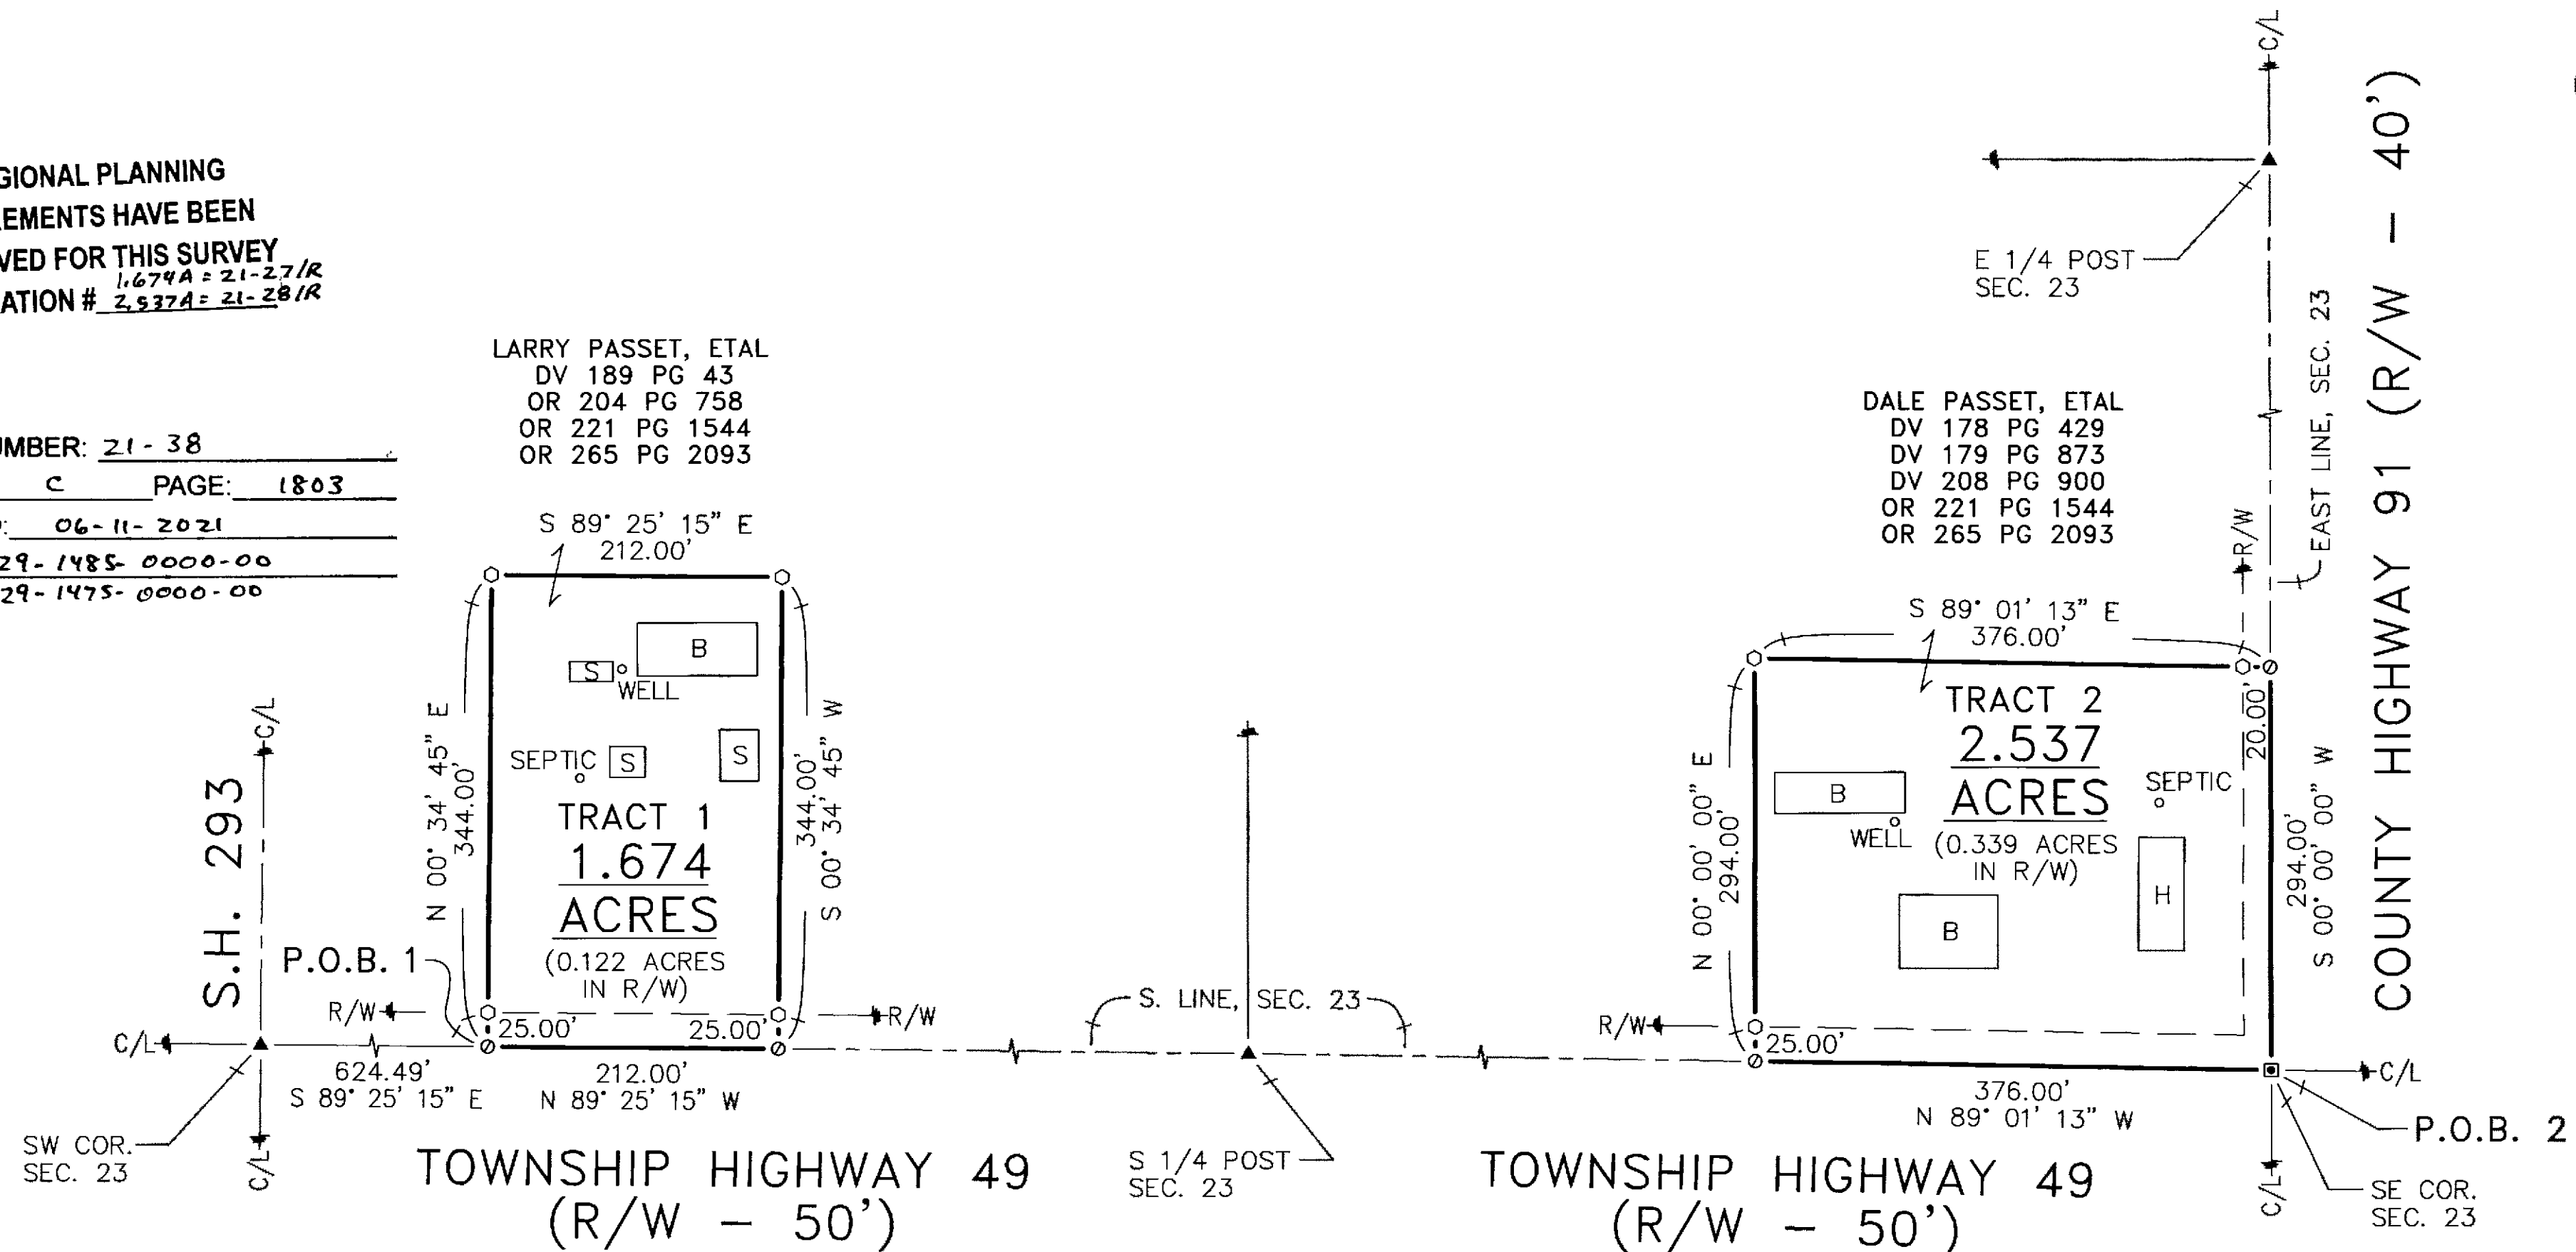 GIONAL PLANNING
EMENTS HAVE BEEN
VED FOR THIS SURVEY
1.674A = 21-27/R
ATION # 2.537A = 21-28/R
UMBER: 21-38
C PAGE: 1803
: 06-11-2021
29-1485-0000-00
29-1475-0000-00
LARRY PASSET, ETAL
DV 189 PG 43
OR 204 PG 758
OR 221 PG 1544
OR 265 PG 2093
S 89° 25' 15" E
212.00'
B
S
WELL
N 00° 34' 45" E
344.00'
344.00'
S 00° 34' 45" W
SEPTIC
S
S
TRACT 1
1.674
ACRES
(0.122 ACRES
IN R/W)
S.H. 293
C/L
P.O.B. 1
R/W
25.00'
25.00'
R/W
C/L
624.49'
S 89° 25' 15" E
212.00'
N 89° 25' 15" W
SW COR.
SEC. 23
C/L
TOWNSHIP HIGHWAY 49
(R/W - 50')
S. LINE, SEC. 23
S 1/4 POST
SEC. 23
C/L
COUNTY HIGHWAY 91 (R/W - 40')
E 1/4 POST
SEC. 23
EAST LINE, SEC. 23
DALE PASSET, ETAL
DV 178 PG 429
DV 179 PG 873
DV 208 PG 900
OR 221 PG 1544
OR 265 PG 2093
R/W
S 89° 01' 13" E
376.00'
TRACT 2
2.537
ACRES
(0.339 ACRES
IN R/W)
20.00'
SEPTIC
B
WELL
N 00° 00' 00" E
294.00'
294.00'
S 00° 00' 00" W
H
B
R/W
25.00'
376.00'
N 89° 01' 13" W
C/L
P.O.B. 2
SE COR.
SEC. 23
C/L
TOWNSHIP HIGHWAY 49
(R/W - 50')